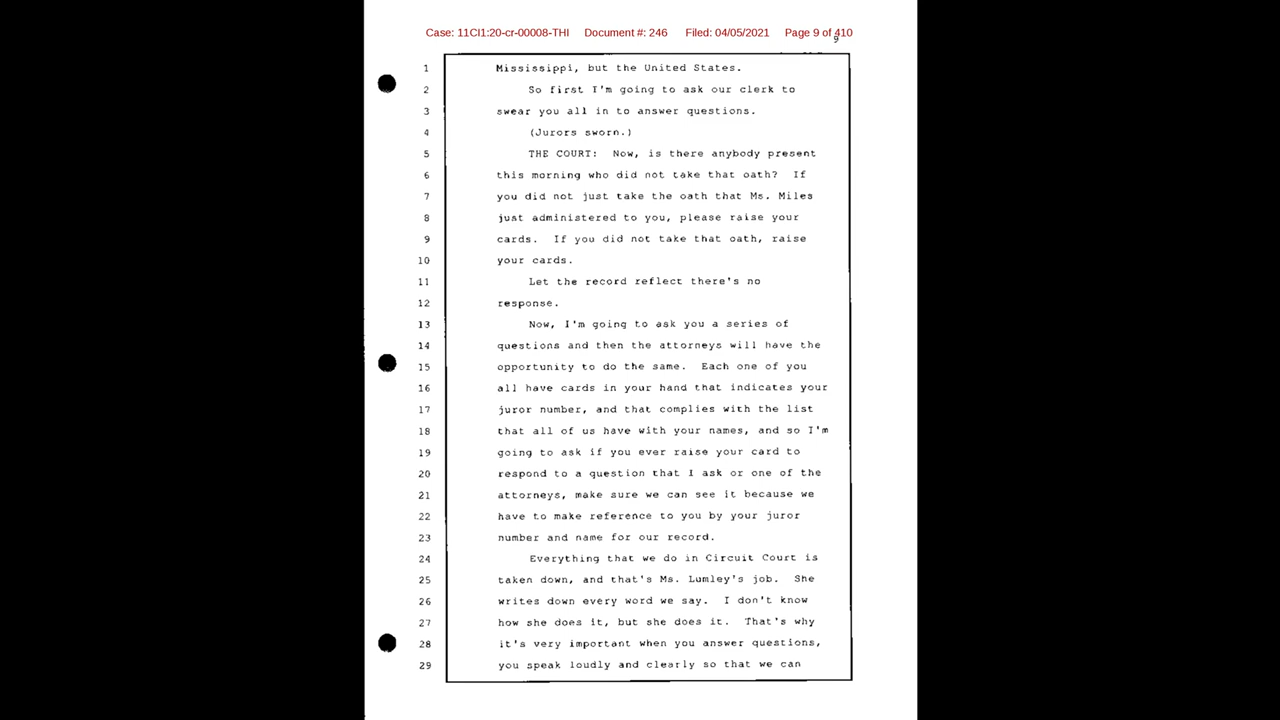 Case: 11CI1:20-cr-00008-THI Document #: 246 Filed: 04/05/2021 Page 9 of 410
9
1 Mississippi, but the United States.
2 So first I'm going to ask our clerk to
3 swear you all in to answer questions.
4 (Jurors sworn.)
5 THE COURT: Now, is there anybody present
6 this morning who did not take that oath? If
7 you did not just take the oath that Ms. Miles
8 just administered to you, please raise your
9 cards. If you did not take that oath, raise
10 your cards.
11 Let the record reflect there's no
12 response.
13 Now, I'm going to ask you a series of
14 questions and then the attorneys will have the
15 opportunity to do the same. Each one of you
16 all have cards in your hand that indicates your
17 juror number, and that complies with the list
18 that all of us have with your names, and so I'm
19 going to ask if you ever raise your card to
20 respond to a question that I ask or one of the
21 attorneys, make sure we can see it because we
22 have to make reference to you by your juror
23 number and name for our record.
24 Everything that we do in Circuit Court is
25 taken down, and that's Ms. Lumley's job. She
26 writes down every word we say. I don't know
27 how she does it, but she does it. That's why
28 it's very important when you answer questions,
29 you speak loudly and clearly so that we can